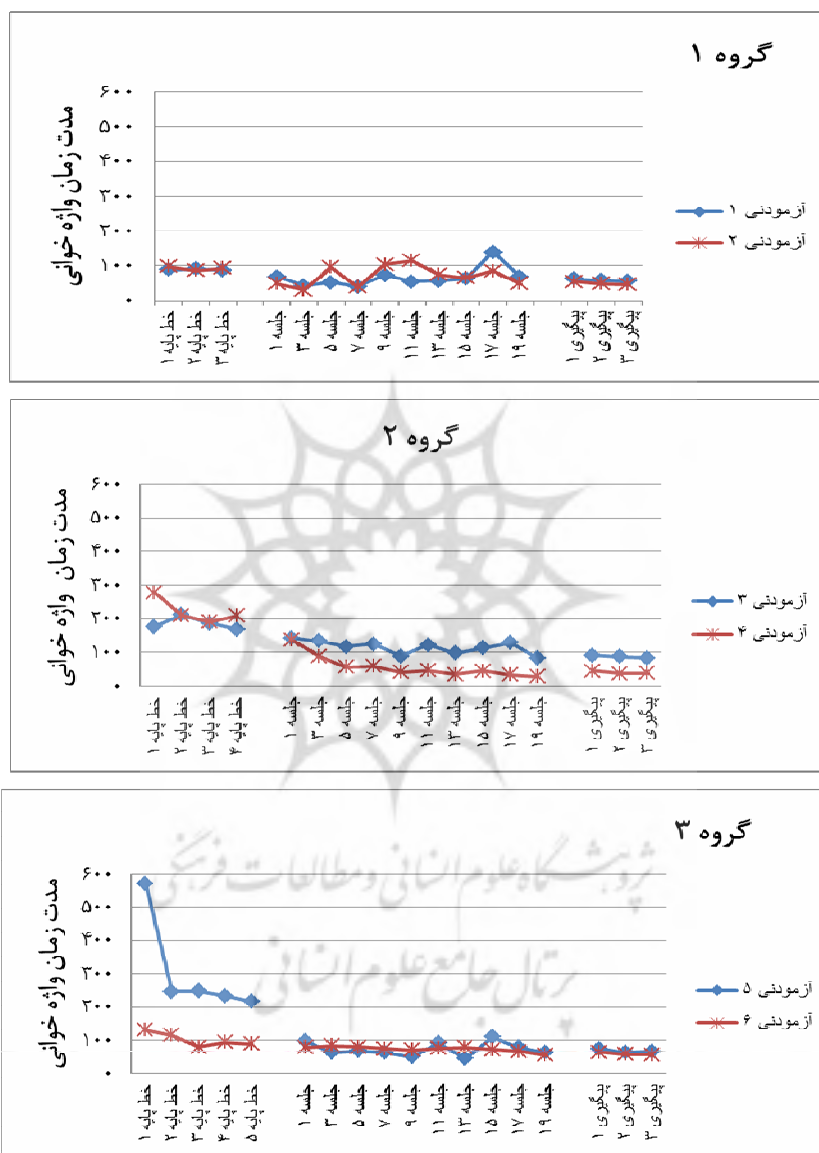 گروه ۱
مدت زمان واژه خوانی
۶۰۰
۵۰۰
۴۰۰
۳۰۰
۲۰۰
۱۰۰
۰
خط پایه ۱
خط پایه ۲
خط پایه ۳
جلسه ۱
جلسه ۳
جلسه ۵
جلسه ۷
جلسه ۹
جلسه ۱۱
جلسه ۱۳
جلسه ۱۵
جلسه ۱۷
جلسه ۱۹
پیگیری ۱
پیگیری ۲
پیگیری ۳
آزمودنی ۱
آزمودنی ۲
گروه ۲
مدت زمان واژه خوانی
۶۰۰
۵۰۰
۴۰۰
۳۰۰
۲۰۰
۱۰۰
۰
خط پایه ۱
خط پایه ۲
خط پایه ۳
خط پایه ۴
جلسه ۱
جلسه ۳
جلسه ۵
جلسه ۷
جلسه ۹
جلسه ۱۱
جلسه ۱۳
جلسه ۱۵
جلسه ۱۷
جلسه ۱۹
پیگیری ۱
پیگیری ۲
پیگیری ۳
آزمودنی ۳
آزمودنی ۴
گروه ۳
مدت زمان واژه خوانی
۶۰۰
۵۰۰
۴۰۰
۳۰۰
۲۰۰
۱۰۰
۰
خط پایه ۱
خط پایه ۲
خط پایه ۳
خط پایه ۴
خط پایه ۵
جلسه ۱
جلسه ۳
جلسه ۵
جلسه ۷
جلسه ۹
جلسه ۱۱
جلسه ۱۳
جلسه ۱۵
جلسه ۱۷
جلسه ۱۹
پیگیری ۱
پیگیری ۲
پیگیری ۳
آزمودنی ۵
آزمودنی ۶
پژوهشگاه علوم انسانی و مطالعات فرهنگی
پرتال جامع علوم انسانی